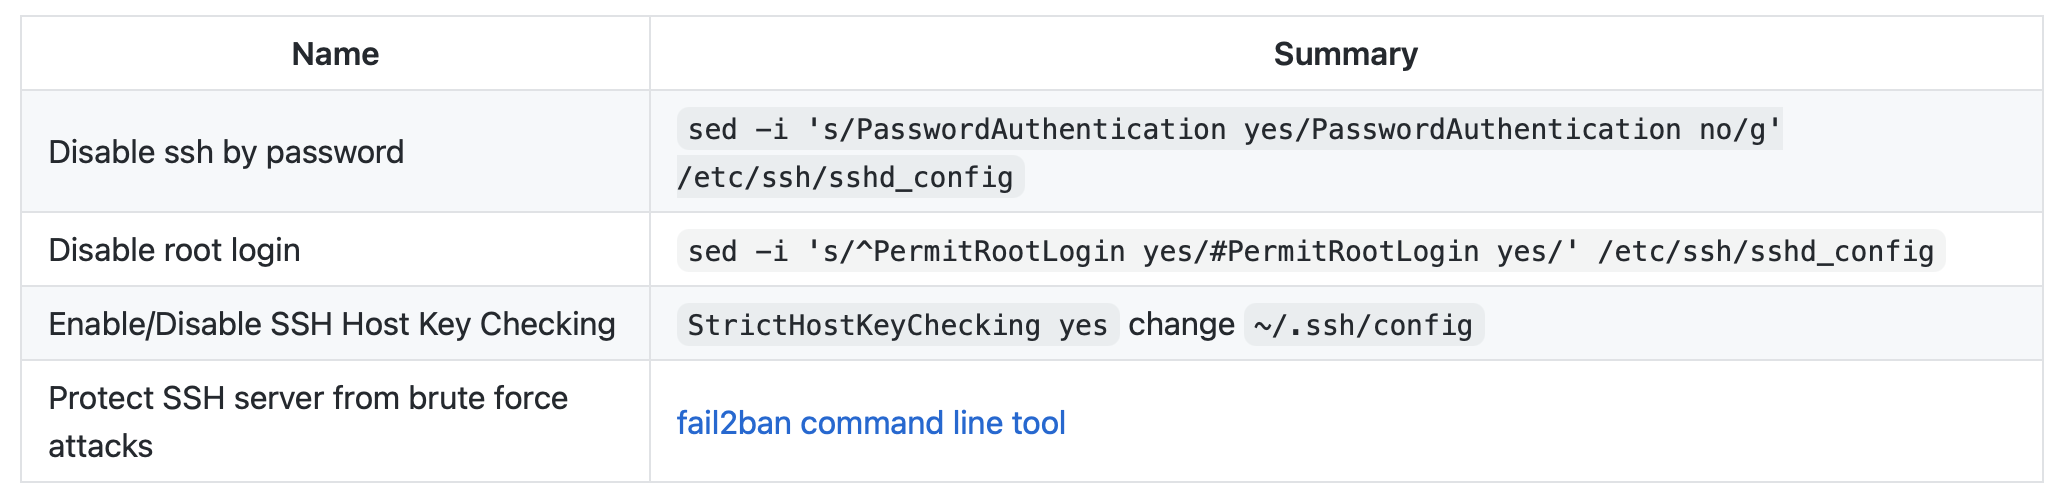 Name
Summary
Disable ssh by password
sed -i 's/PasswordAuthentication yes/PasswordAuthentication no/g'
/etc/ssh/sshd_config
Disable root login
sed -i 's/^PermitRootLogin yes/#PermitRootLogin yes/' /etc/ssh/sshd_config
Enable/Disable SSH Host Key Checking
StrictHostKeyChecking yes change ~/.ssh/config
Protect SSH server from brute force
attacks
fail2ban command line tool